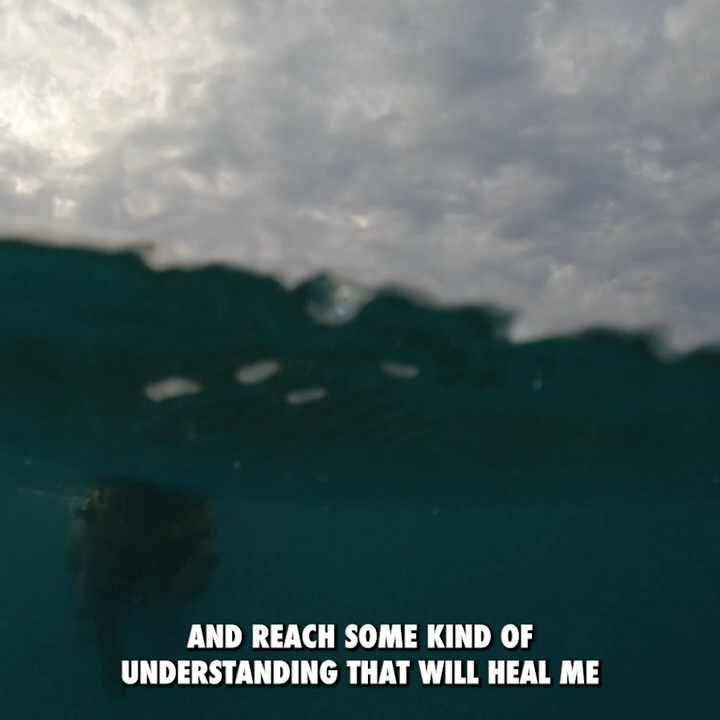 AND REACH SOME KIND OF
UNDERSTANDING THAT WILL HEAL ME